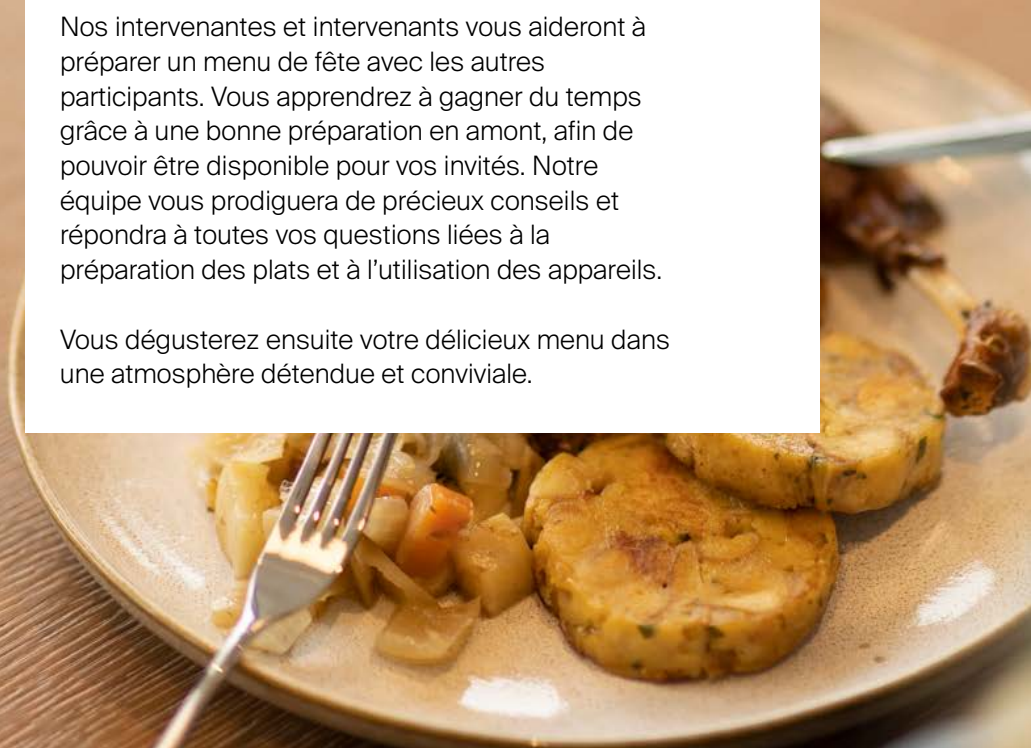 Nos intervenantes et intervenants vous aideront à
préparer un menu de fête avec les autres
participants. Vous apprendrez à gagner du temps
grâce à une bonne préparation en amont, afin de
pouvoir être disponible pour vos invités. Notre
équipe vous prodiguera de précieux conseils et
répondra à toutes vos questions liées à la
préparation des plats et à l’utilisation des appareils.
Vous dégusterez ensuite votre délicieux menu dans
une atmosphère détendue et conviviale.